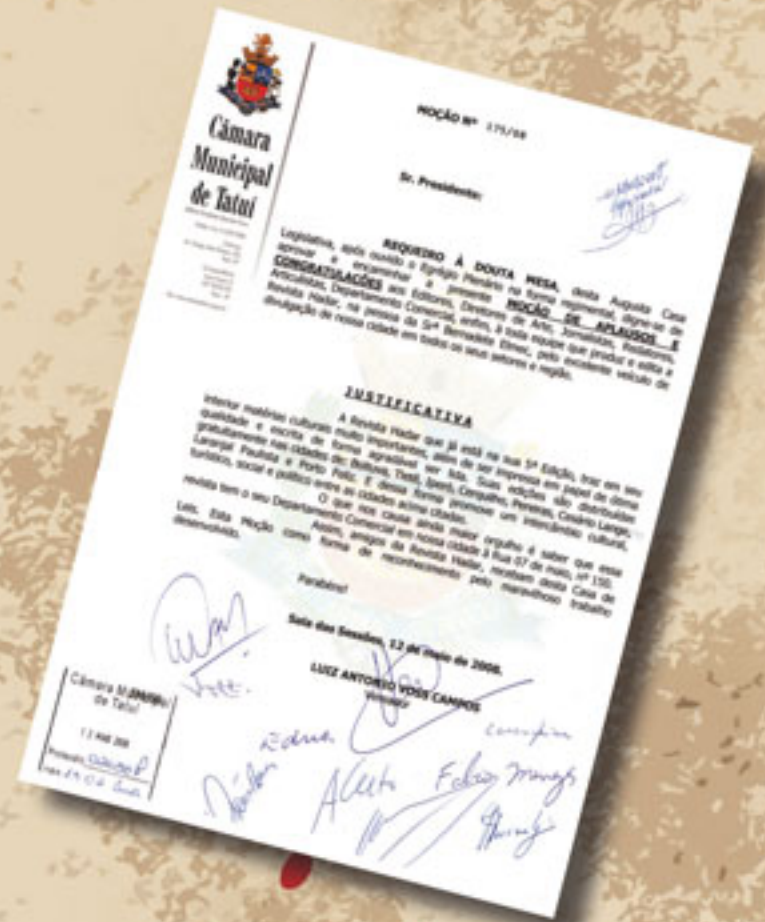 Câmara
Municipal
de Tatuí
MOÇÃO Nº 175/08
Sr. Presidente:
REQUEIRO À DOUTA MESA, desta Augusta Casa
Legislativa, após ouvido o Egrégio Plenário na forma regimental, digne-se de
aprovar e encaminhar a presente MOÇÃO DE APLAUSOS E
CONGRATULAÇÕES aos Editores, Diretores de Arte, Jornalistas, Redatores,
Articulistas, Departamento Comercial, enfim, à toda equipe que produz e edita a
Revista Hadar, na pessoa da Srª Bernadete Elmec, pelo excelente veículo de
divulgação de nossa cidade em todos os seus setores e região.
JUSTIFICATIVA
A Revista Hadar que já está na sua 5ª Edição, traz em seu
interior matérias culturais muito importantes, além de ser impressa em papel de ótima
qualidade e escrita de forma agradável ser lida. Suas edições são distribuídas
gratuitamente nas cidades de: Boituva, Tietê, Iperó, Cerquilho, Pereiras, Cesário Lange,
Laranjal Paulista e Porto Feliz. E dessa forma promove um intercâmbio cultural,
turístico, social e político entre as cidades acima citadas.
O que nos causa ainda maior orgulho é saber que essa
revista tem o seu Departamento Comercial em nossa cidade à Rua 07 de maio, nº 150.
Assim, amigos da Revista Hadar, recebam desta Casa de
Leis. Esta Moção como forma de reconhecimento pelo maravilhoso trabalho
desenvolvido.
Parabéns!
Sala das Sessões, 12 de maio de 2008.
LUIZ ANTONIO VOSS CAMPOS
Vereador
Câmara Municipal
de Tatuí
Fabio Menezes